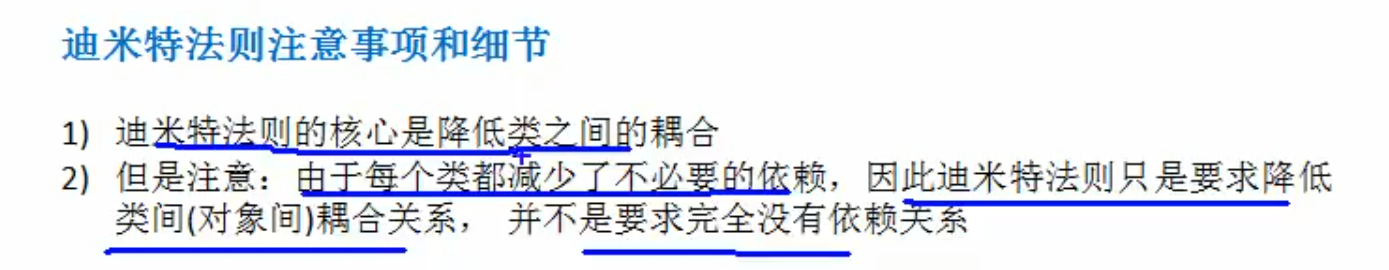 迪米特法则注意事项和细节
1) 迪米特法则的核心是降低类之间的耦合
2) 但是注意：由于每个类都减少了不必要的依赖，因此迪米特法则只是要求降低
类间(对象间)耦合关系， 并不是要求完全没有依赖关系